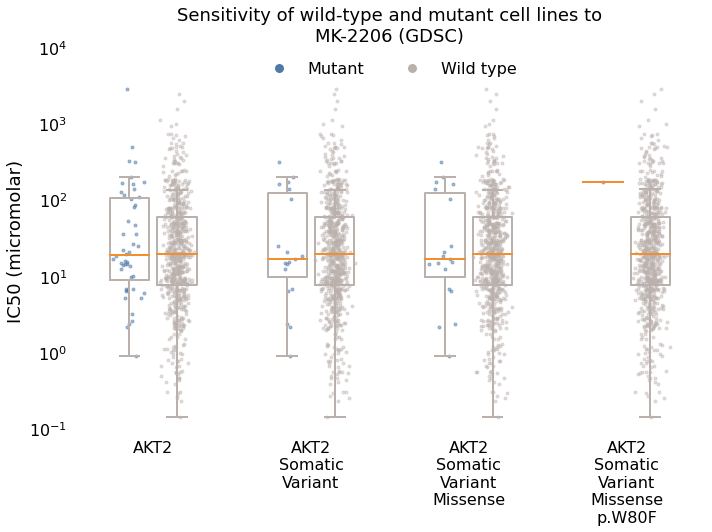 Sensitivity of wild-type and mutant cell lines to
MK-2206 (GDSC)
Mutant Wild type
IC50 (micromolar)
10^4
10^3
10^2
10^1
10^0
10^−1
AKT2
AKT2
Somatic
Variant
AKT2
Somatic
Variant
Missense
AKT2
Somatic
Variant
Missense
p.W80F